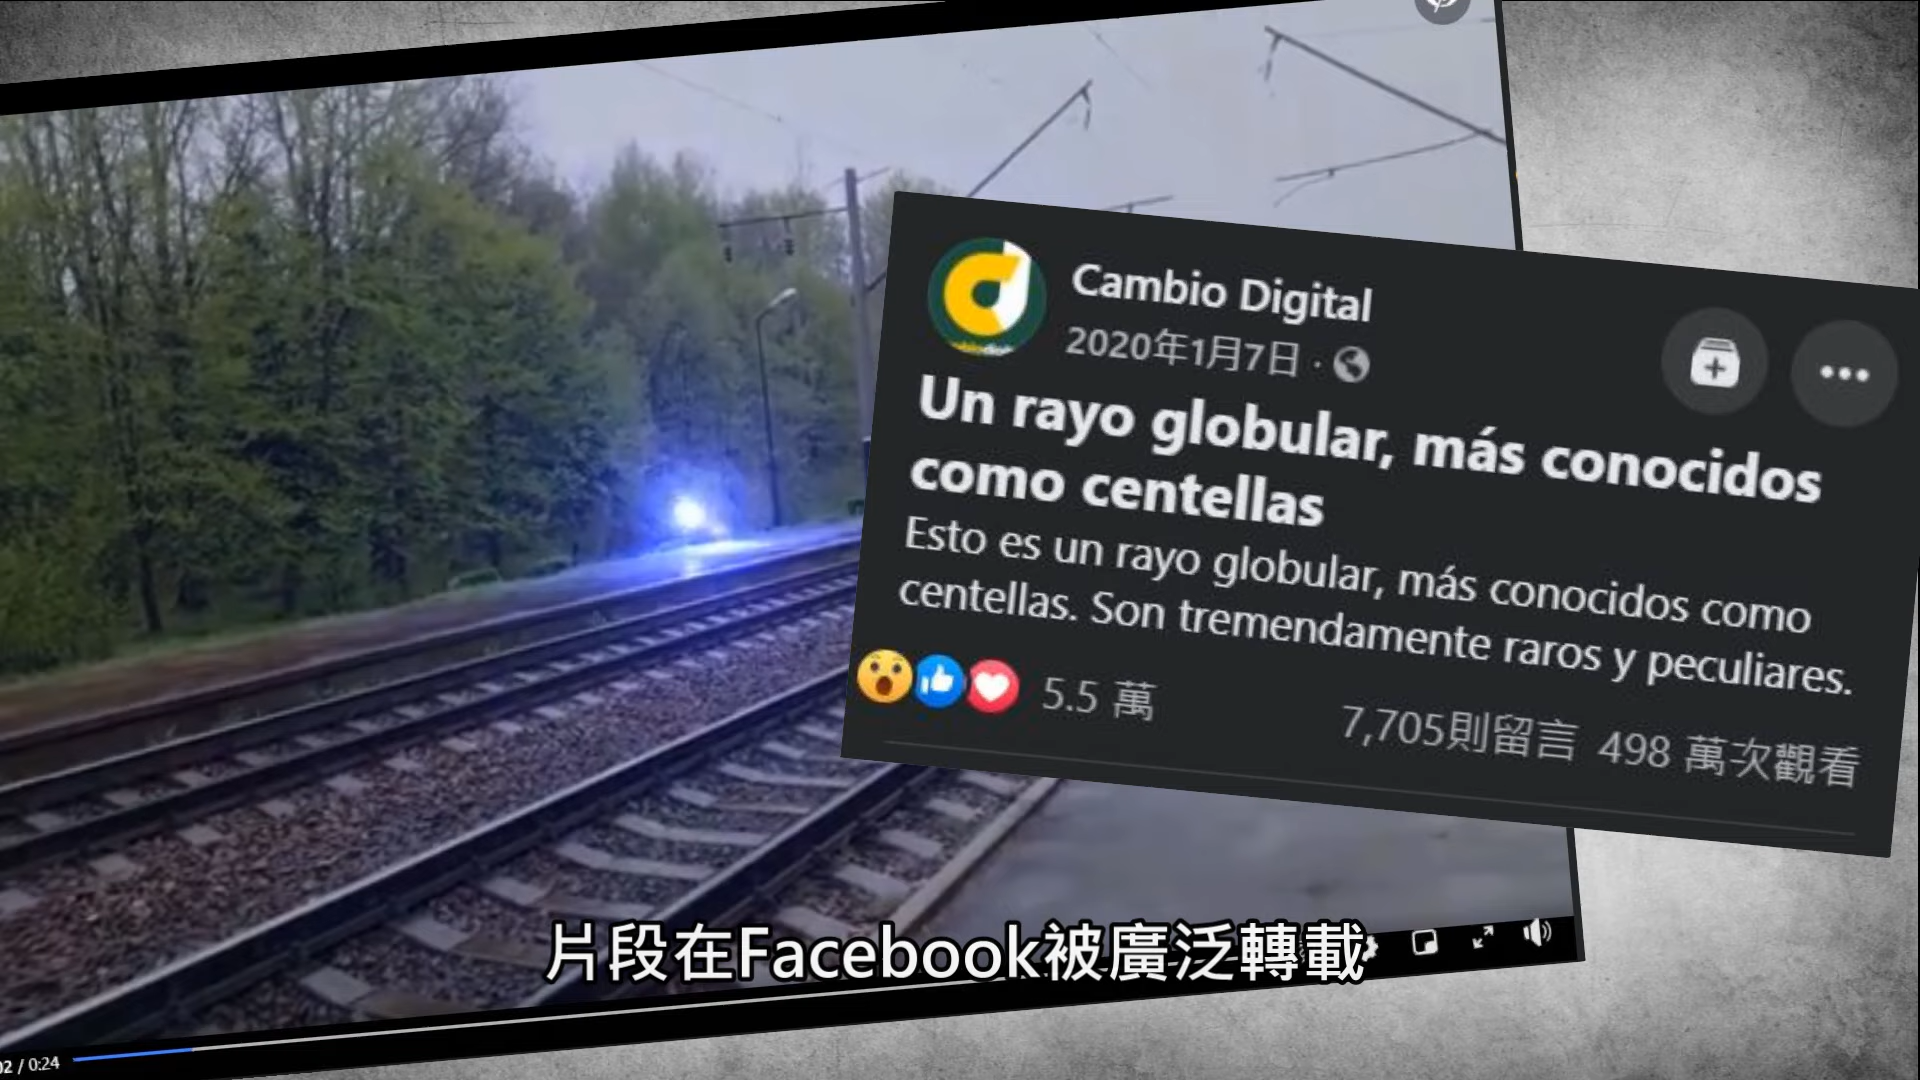 Cambio Digital
2020年1月7日 ·
Un rayo globular, más conocidos
como centellas
Esto es un rayo globular, más conocidos como
centellas. Son tremendamente raros y peculiares.
5.5 萬
7,705則留言 498 萬次觀看
片段在Facebook被廣泛轉載
02 / 0:24